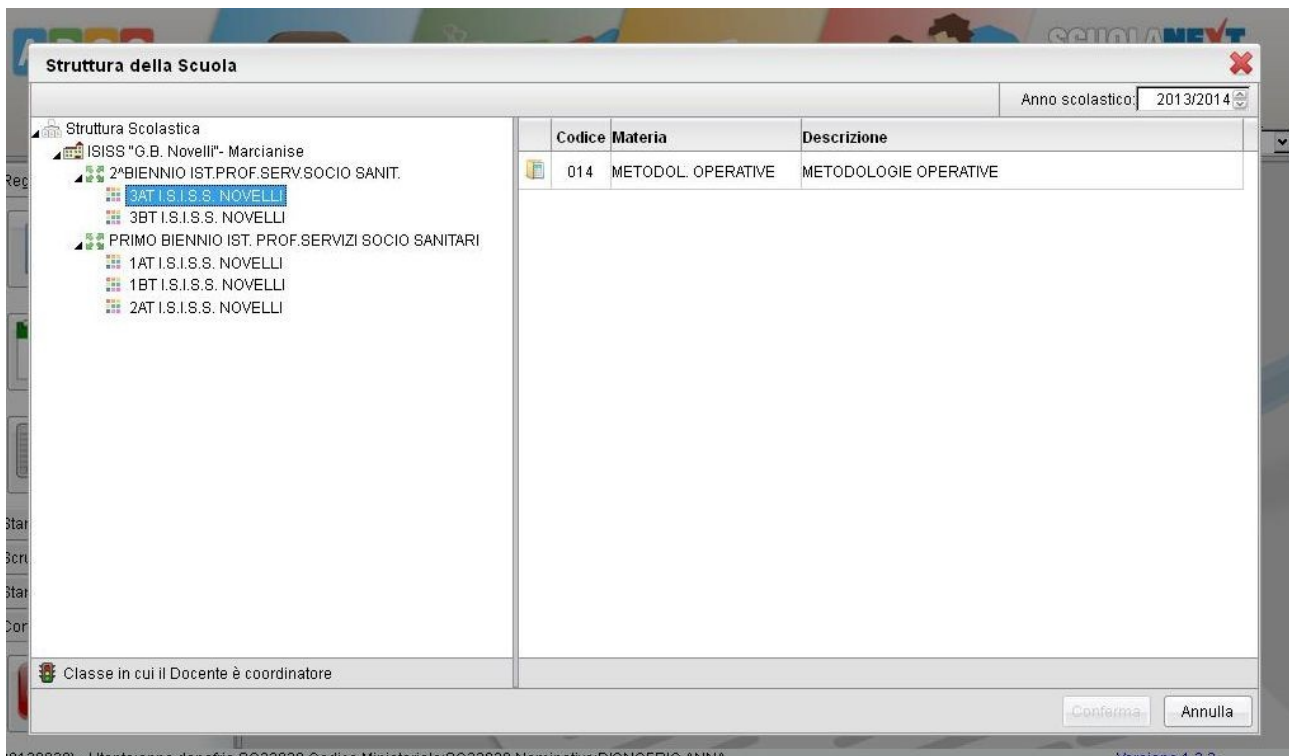 SCUOLANEXT
Struttura della Scuola
Anno scolastico: 2013/2014
Struttura Scolastica
ISISS "G.B. Novelli"- Marcianise
2^BIENNIO IST.PROF.SERV.SOCIO SANIT.
3AT I.S.I.S.S. NOVELLI
3BT I.S.I.S.S. NOVELLI
PRIMO BIENNIO IST. PROF.SERVIZI SOCIO SANITARI
1AT I.S.I.S.S. NOVELLI
1BT I.S.I.S.S. NOVELLI
2AT I.S.I.S.S. NOVELLI
Codice Materia Descrizione
014 METODOL. OPERATIVE METODOLOGIE OPERATIVE
Classe in cui il Docente è coordinatore
Conferma Annulla